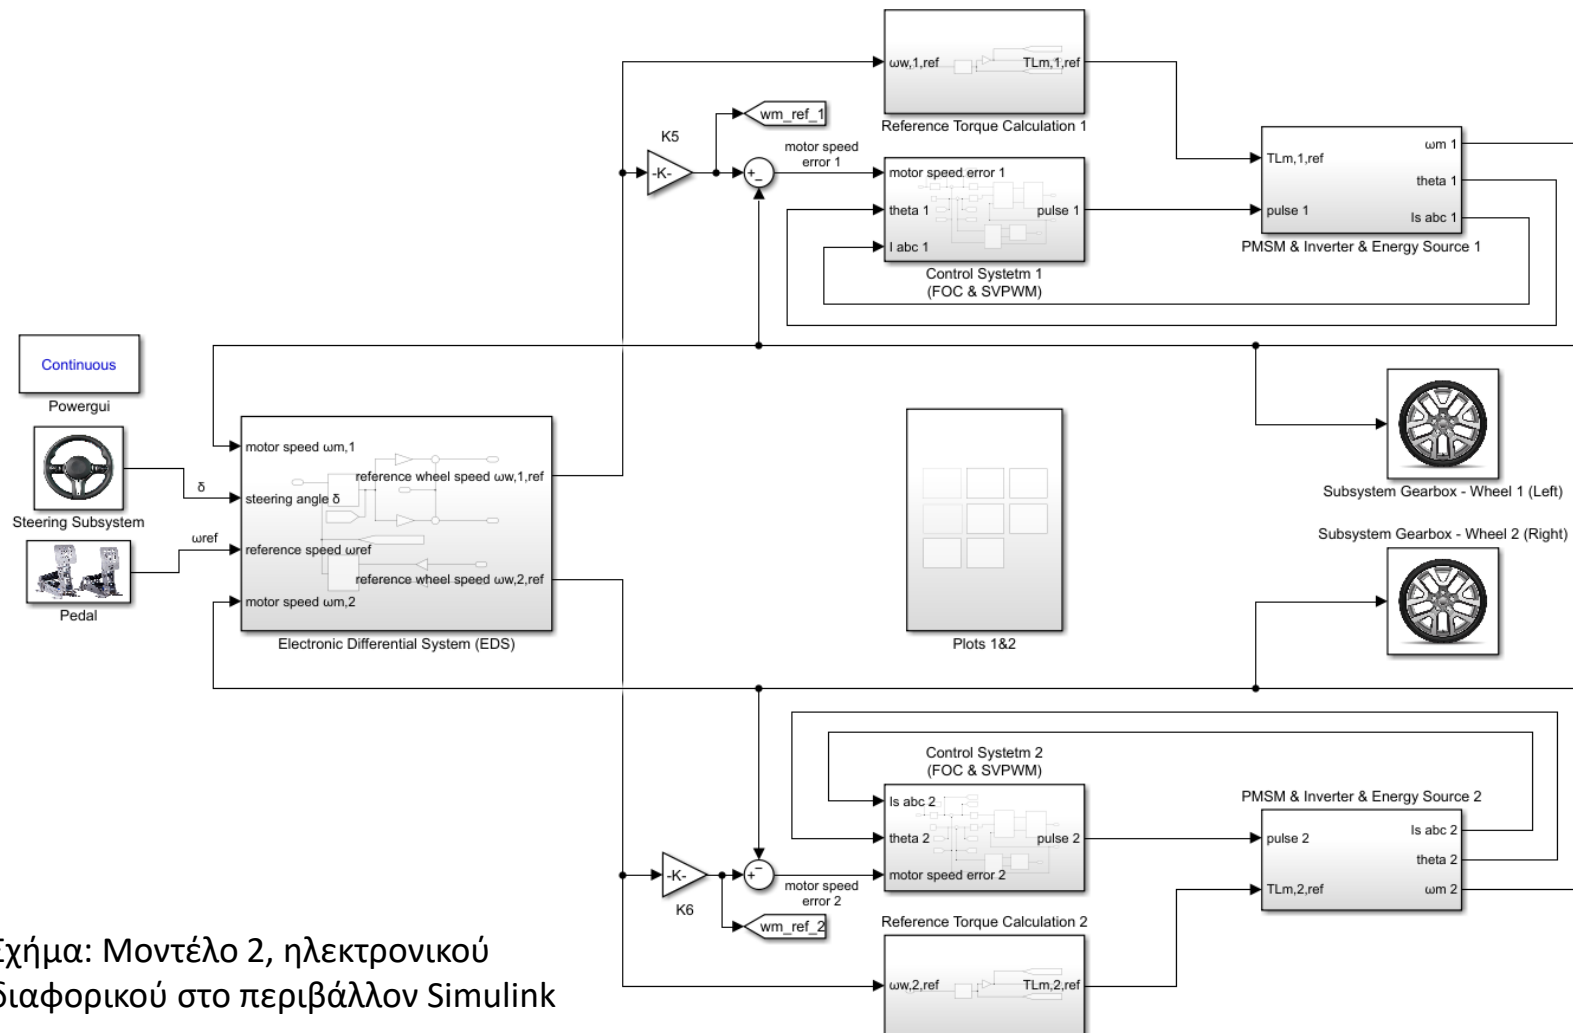 ωw,1,ref
TLm,1,ref
Reference Torque Calculation 1
wm_ref_1
K5
-K-
motor speed
error 1
+
−
motor speed error 1
theta 1
I abc 1
pulse 1
Control Systetm 1
(FOC & SVPWM)
TLm,1,ref
pulse 1
ωm 1
theta 1
Is abc 1
PMSM & Inverter & Energy Source 1
Continuous
Powergui
Steering Subsystem
δ
Pedal
ωref
motor speed ωm,1
steering angle δ
reference speed ωref
motor speed ωm,2
reference wheel speed ωw,1,ref
reference wheel speed ωw,2,ref
Electronic Differential System (EDS)
Plots 1&2
Subsystem Gearbox - Wheel 1 (Left)
Subsystem Gearbox - Wheel 2 (Right)
Control Systetm 2
(FOC & SVPWM)
Is abc 2
theta 2
motor speed error 2
pulse 2
PMSM & Inverter & Energy Source 2
pulse 2
TLm,2,ref
Is abc 2
theta 2
ωm 2
-K-
K6
+
−
motor speed
error 2
wm_ref_2
Reference Torque Calculation 2
ωw,2,ref
TLm,2,ref
Σχήμα: Μοντέλο 2, ηλεκτρονικού
διαφορικού στο περιβάλλον Simulink